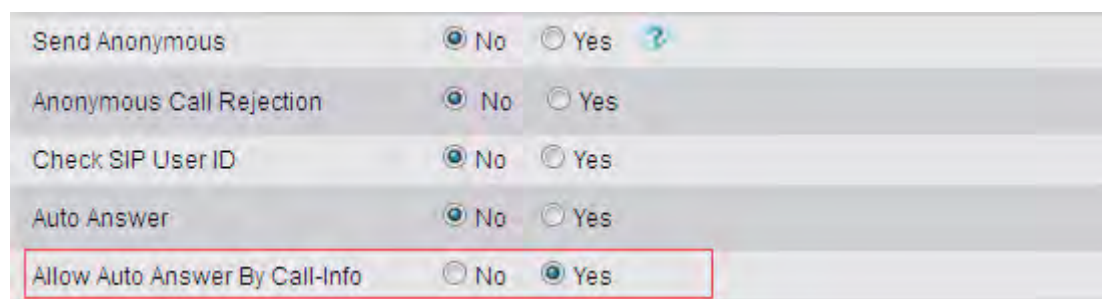 Send Anonymous No Yes ?
Anonymous Call Rejection No Yes
Check SIP User ID No Yes
Auto Answer No Yes
Allow Auto Answer By Call-Info No Yes